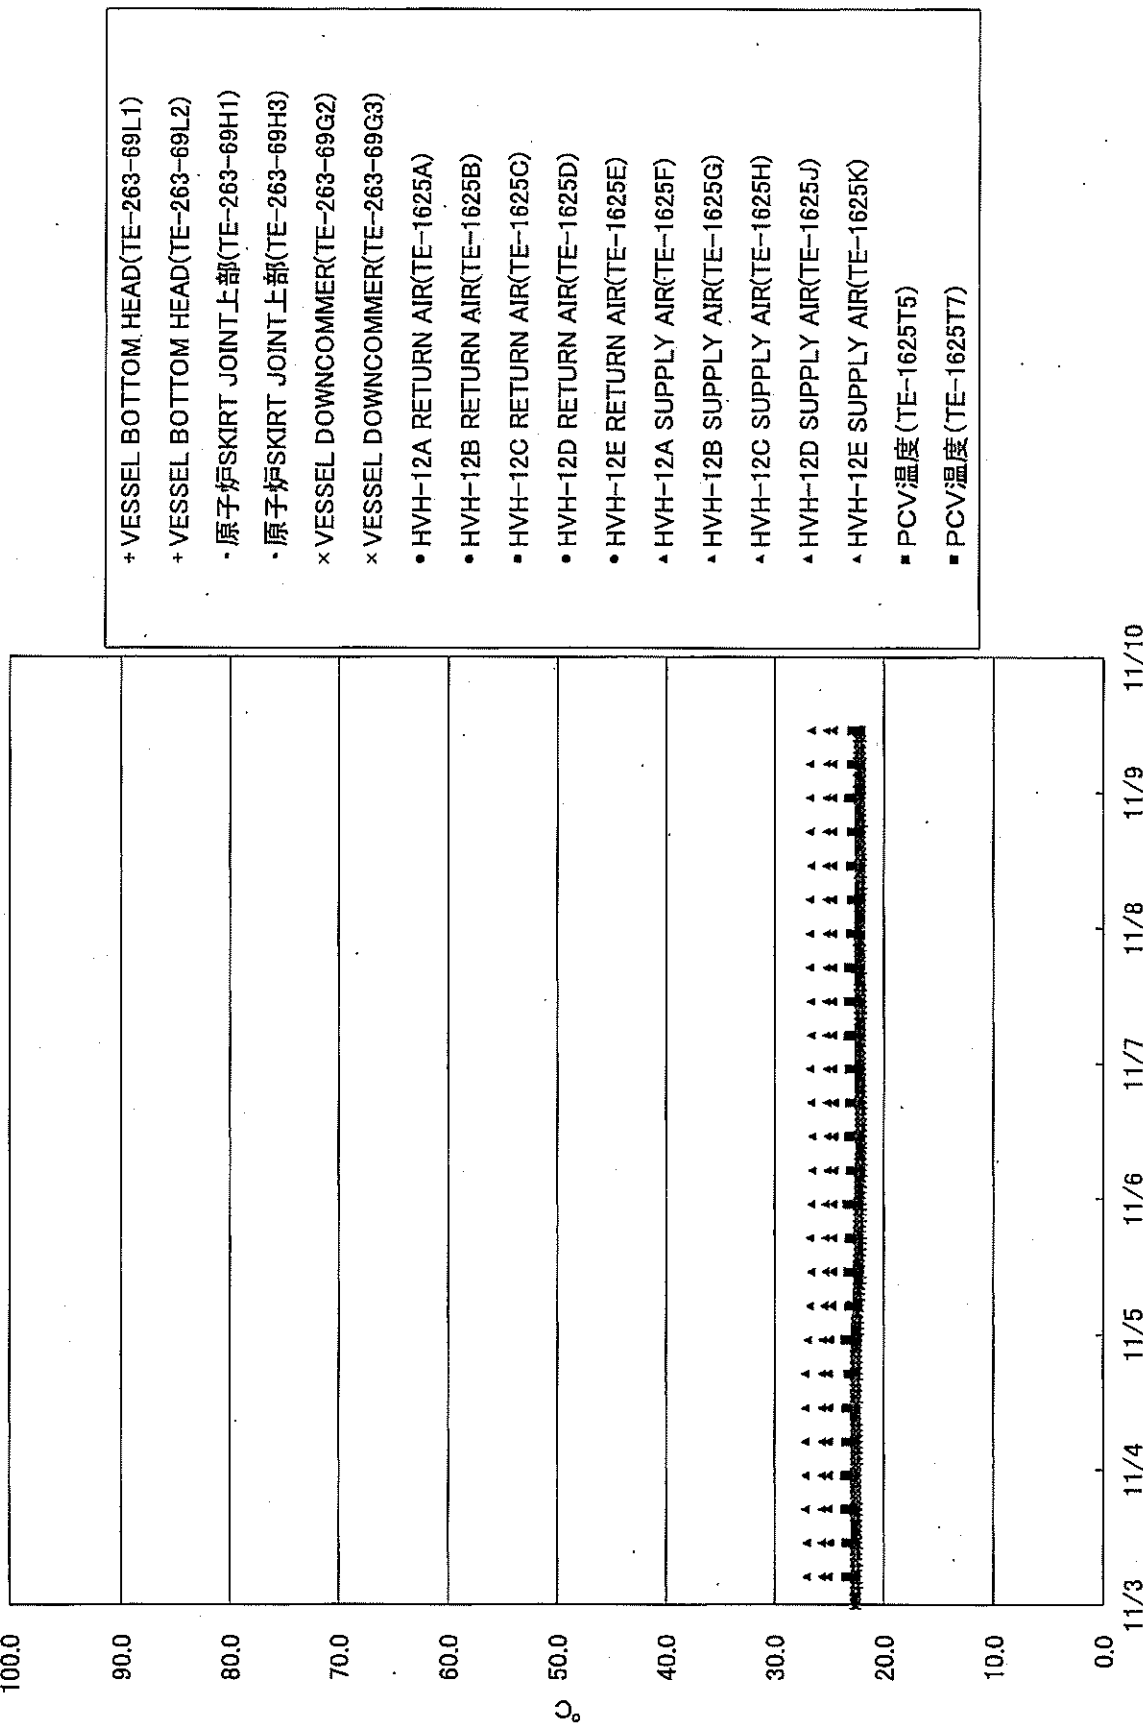 100.0
90.0
80.0
70.0
60.0
50.0
40.0
30.0
20.0
10.0
0.0
℃
11/3 11/4 11/5 11/6 11/7 11/8 11/9 11/10
+ VESSEL BOTTOM HEAD(TE-263-69L1)
+ VESSEL BOTTOM HEAD(TE-263-69L2)
・原子炉SKIRT JOINT上部(TE-263-69H1)
・原子炉SKIRT JOINT上部(TE-263-69H3)
× VESSEL DOWNCOMMER(TE-263-69G2)
× VESSEL DOWNCOMMER(TE-263-69G3)
● HVH-12A RETURN AIR(TE-1625A)
● HVH-12B RETURN AIR(TE-1625B)
● HVH-12C RETURN AIR(TE-1625C)
● HVH-12D RETURN AIR(TE-1625D)
● HVH-12E RETURN AIR(TE-1625E)
▲ HVH-12A SUPPLY AIR(TE-1625F)
▲ HVH-12B SUPPLY AIR(TE-1625G)
▲ HVH-12C SUPPLY AIR(TE-1625H)
▲ HVH-12D SUPPLY AIR(TE-1625J)
▲ HVH-12E SUPPLY AIR(TE-1625K)
■ PCV温度(TE-1625T5)
■ PCV温度(TE-1625T7)